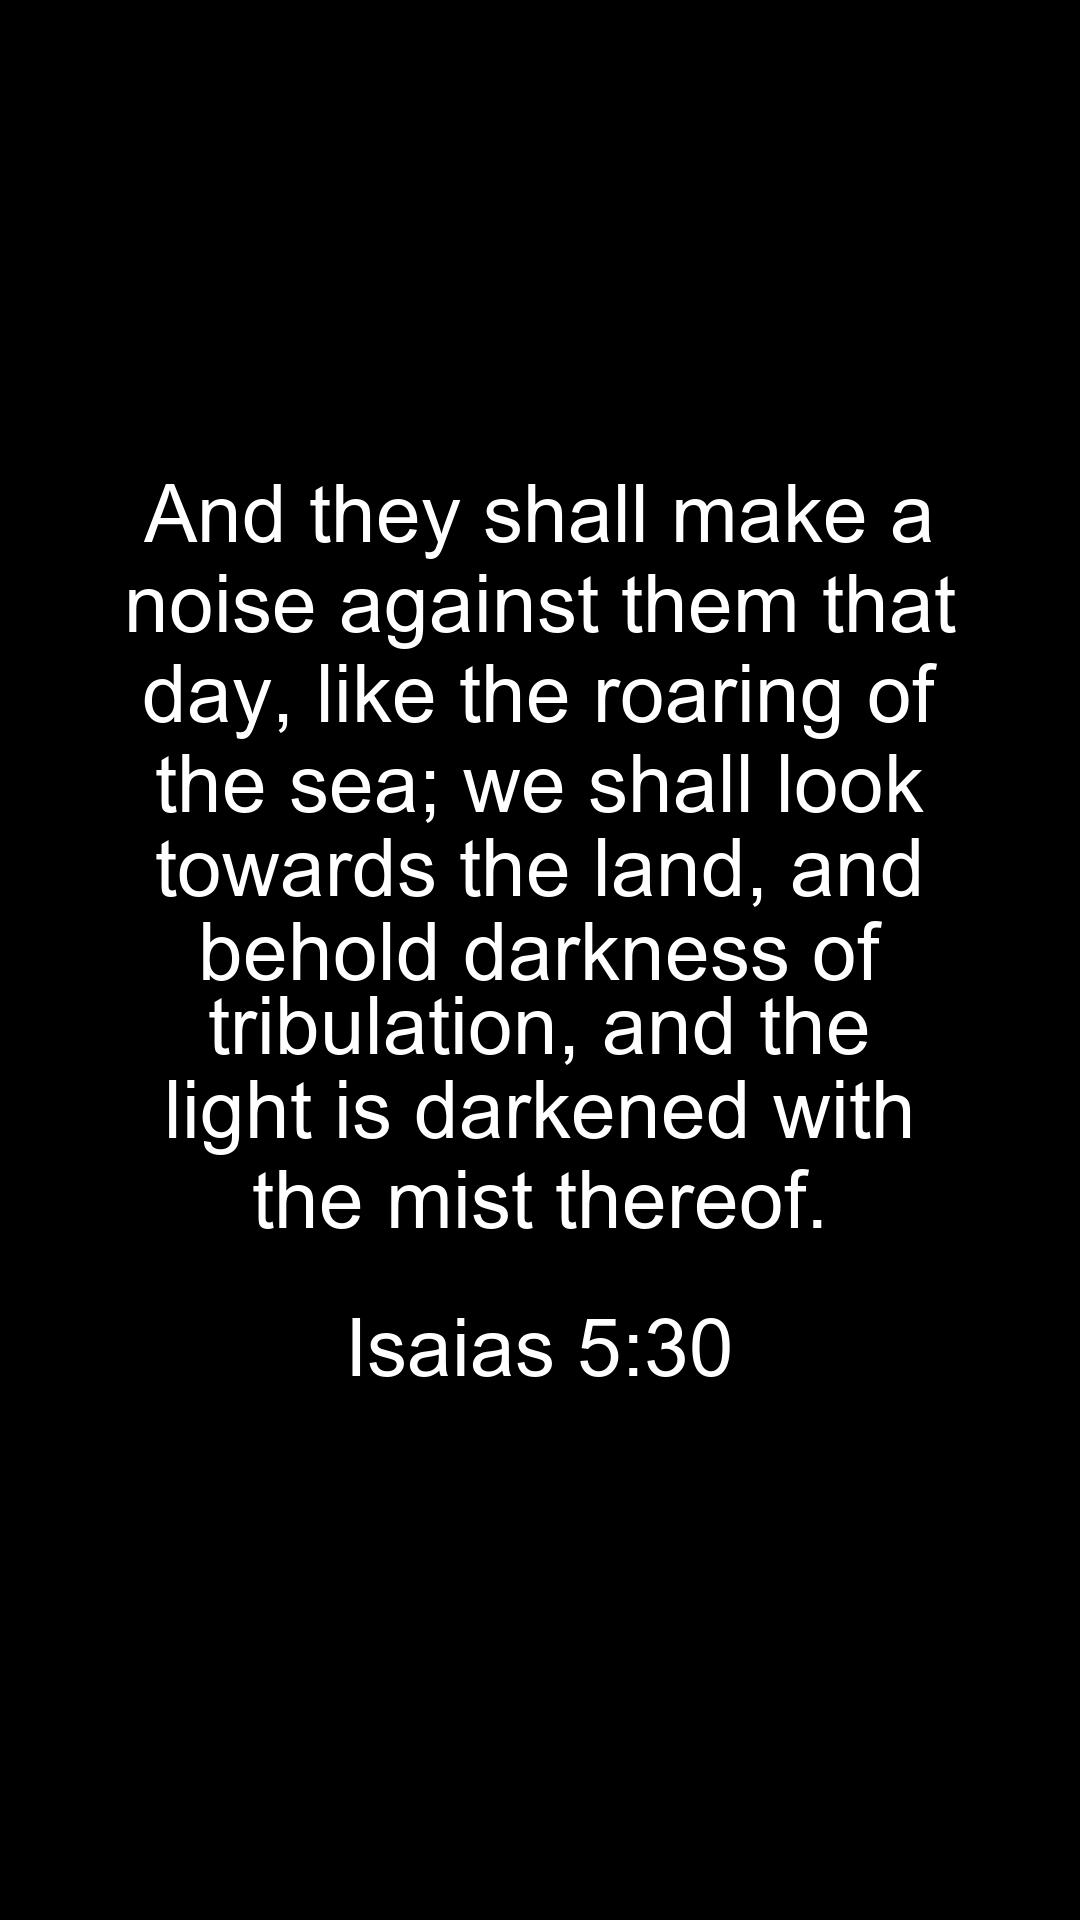 And they shall make a
noise against them that
day, like the roaring of
the sea; we shall look
towards the land, and
behold darkness of
tribulation, and the
light is darkened with
the mist thereof.
Isaias 5:30